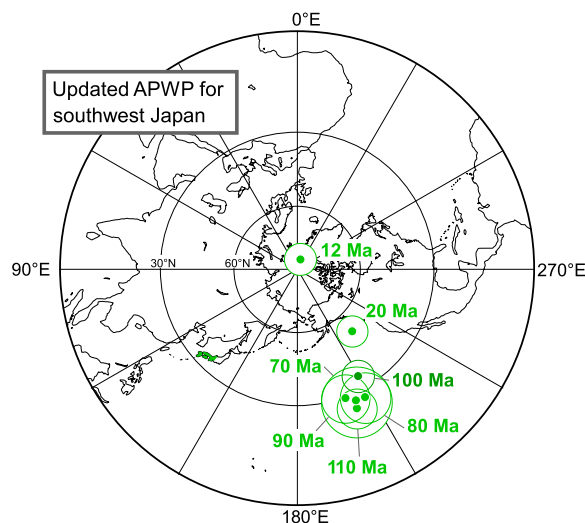 0°E
Updated APWP for
southwest Japan
12 Ma
90°E
30°N
60°N
270°E
20 Ma
70 Ma
100 Ma
80 Ma
90 Ma
110 Ma
180°E